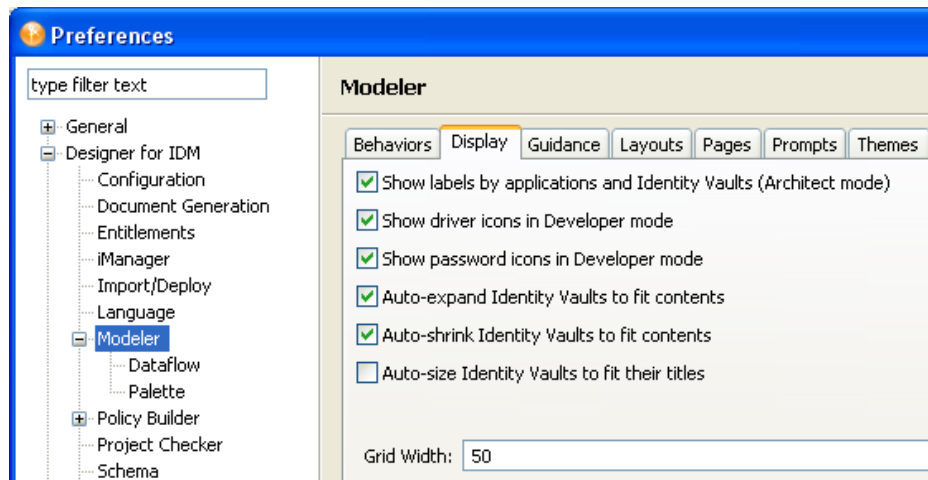 Preferences
type filter text
General
Designer for IDM
Configuration
Document Generation
Entitlements
iManager
Import/Deploy
Language
Modeler
Dataflow
Palette
Policy Builder
Project Checker
Schema
Modeler
Behaviors Display Guidance Layouts Pages Prompts Themes
Show labels by applications and Identity Vaults (Architect mode)
Show driver icons in Developer mode
Show password icons in Developer mode
Auto-expand Identity Vaults to fit contents
Auto-shrink Identity Vaults to fit contents
Auto-size Identity Vaults to fit their titles
Grid Width: 50